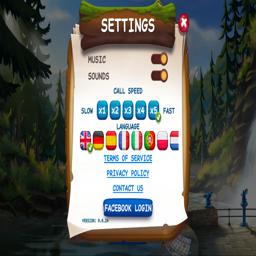 SETTINGS
MUSIC
SOUNDS
CALL SPEED
SLOW x1 x2 x3 x4 x5 FAST
LANGUAGE
TERMS OF SERVICE
PRIVACY POLICY
CONTACT US
FACEBOOK LOGIN